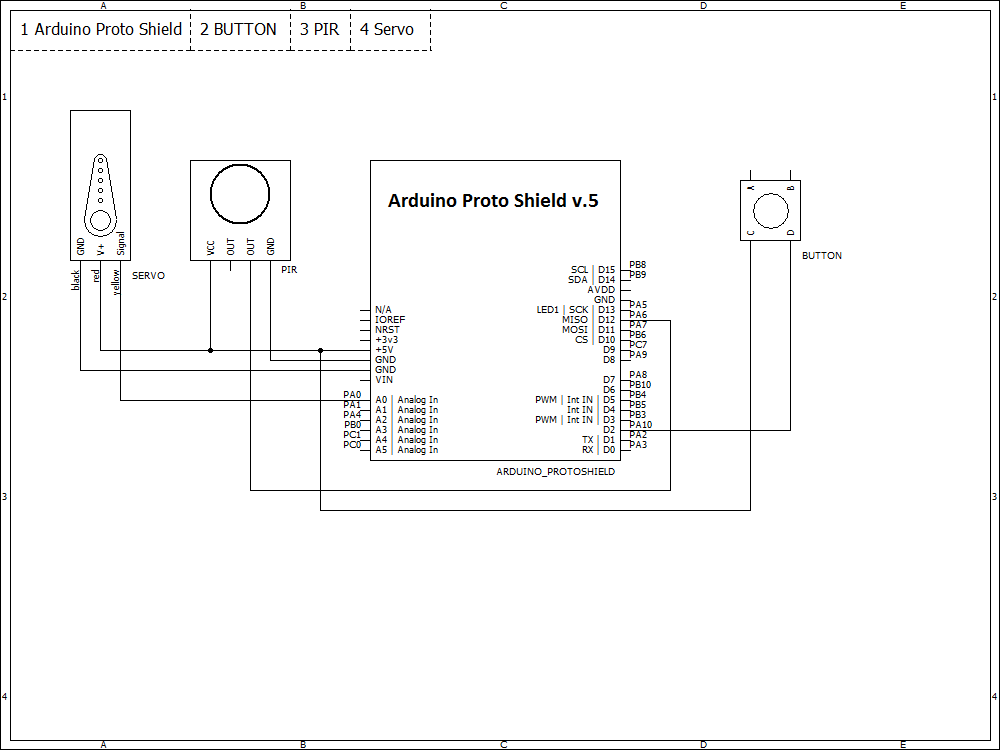 A B C D E
1 Arduino Proto Shield 2 BUTTON 3 PIR 4 Servo
1 1
Arduino Proto Shield v.5
A B
C D
GND V+ Signal
VCC OUT OUT GND
BUTTON
black red yellow
SERVO
PIR
2 2
SCL | D15 PB8
SDA | D14 PB9
AVDD
GND
N/A
LED1 | SCK | D13 PA5
IOREF
MISO | D12 PA6
NRST
MOSI | D11 PA7
+3v3
CS | D10 PB6
+5V
D9 PC7
GND
D8 PA9
GND
VIN
D7 PA8
D6 PB10
PA0 A0 | Analog In
PWM | Int IN | D5 PB4
PA1 A1 | Analog In
Int IN | D4 PB5
PA4 A2 | Analog In
PWM | Int IN | D3 PB3
PB0 A3 | Analog In
D2 PA10
PC1 A4 | Analog In
TX | D1 PA2
PC0 A5 | Analog In
RX | D0 PA3
ARDUINO_PROTOSHIELD
3 3
4 4
A B C D E